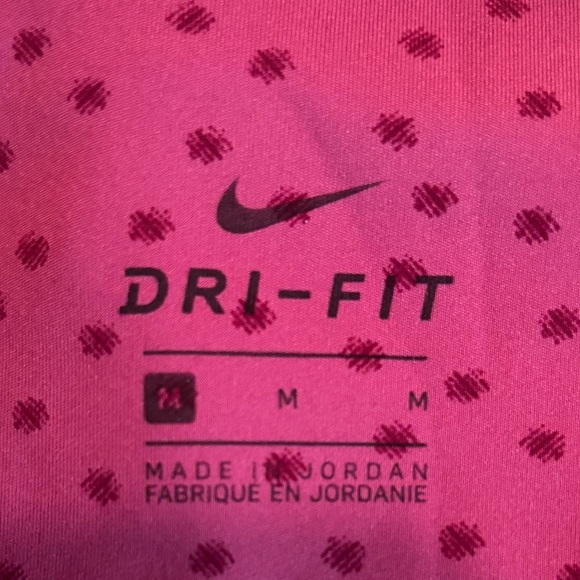 DRI-FIT
M M M
MADE IN JORDAN
FABRIQUE EN JORDANIE